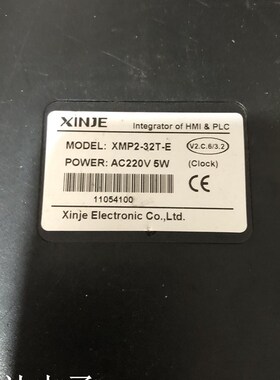 XINJE Integrator of HMI & PLC
MODEL: XMP2-32T-E V2.C.6/3.2
POWER: AC220V 5W (Clock)
CE
11054100
Xinje Electronic Co.,Ltd.